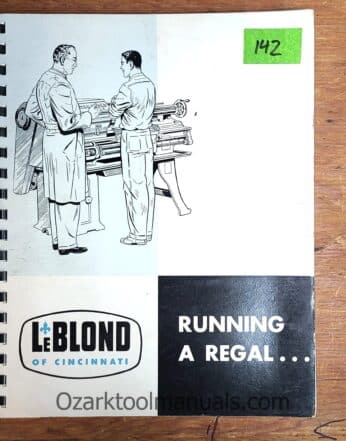 142
LEBLOND
OF CINCINNATI
RUNNING
A REGAL...
Ozarktoolmanuals.com